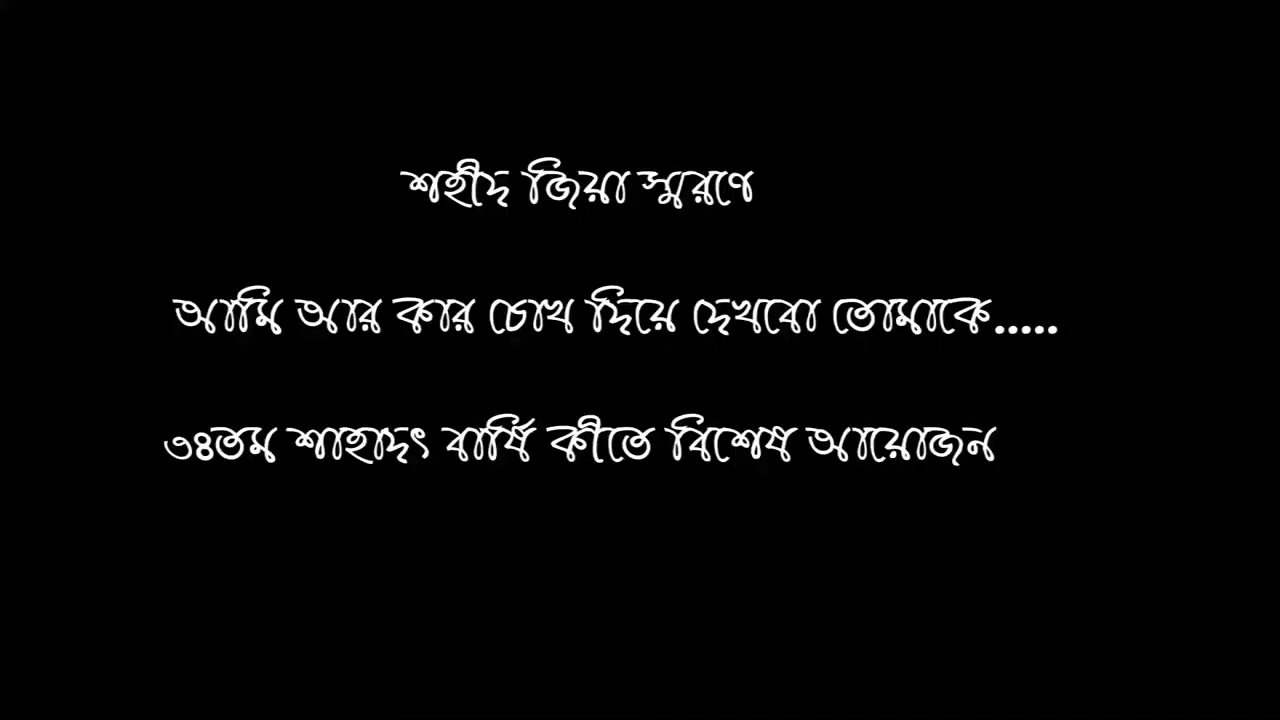 শহীদ জিয়া স্মরণে
আমি আর কার চোখ দিয়ে দেখবো তোমাকে.....
৩৪তম শাহাদৎ বার্ষি কীতে বিশেষ আয়োজন